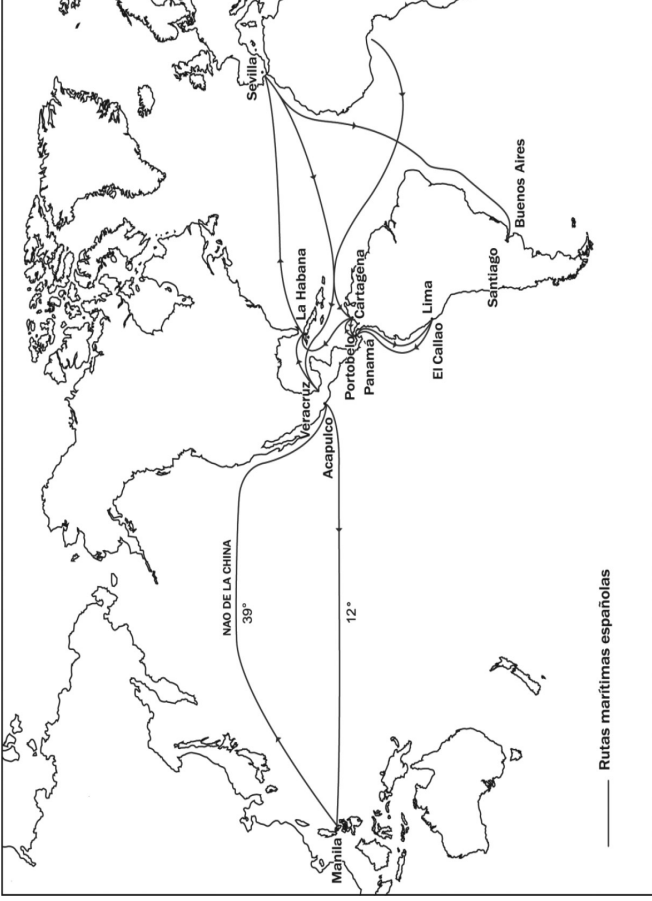 Sevilla
La Habana
Veracruz
Acapulco
NAO DE LA CHINA
39°
12°
Manila
Portobelo
Cartagena
Panamá
Lima
El Callao
Santiago
Buenos Aires
Rutas marítimas españolas